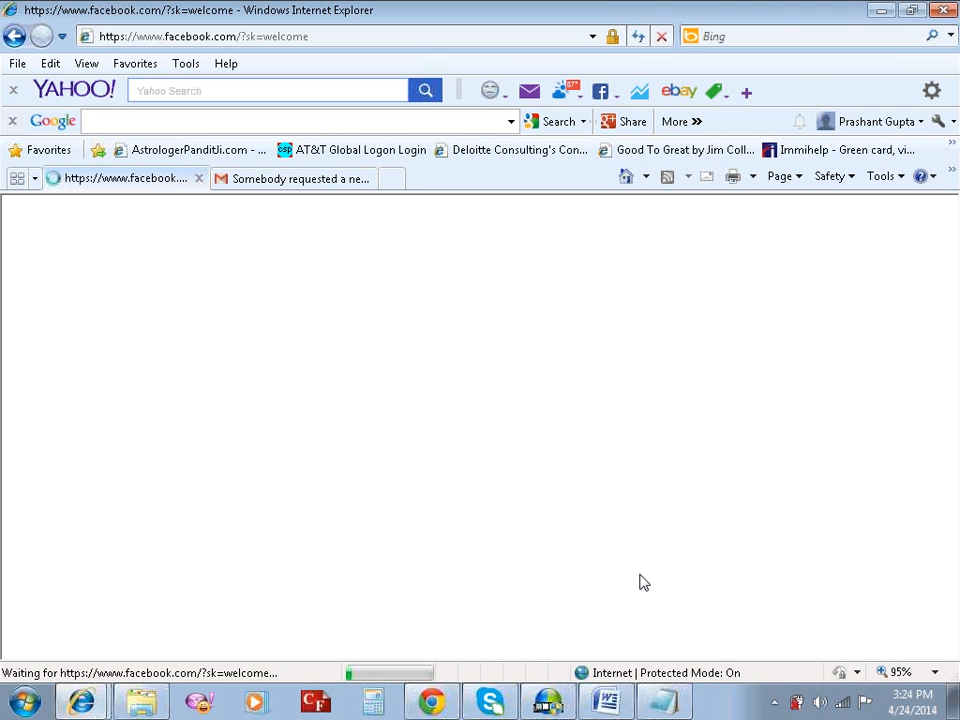 https://www.facebook.com/?sk=welcome - Windows Internet Explorer
https://www.facebook.com/?sk=welcome
Bing
File Edit View Favorites Tools Help
x YAHOO! Yahoo Search 87° ebay
x Google Search Share More » Prashant Gupta
Favorites AstrologerPanditJi.com - ... AT&T Global Logon Login Deloitte Consulting's Con... Good To Great by Jim Coll... Immihelp - Green card, vi...
https://www.facebook.... x Somebody requested a ne... Page Safety Tools
Waiting for https://www.facebook.com/?sk=welcome... Internet | Protected Mode: On 95%
3:24 PM
4/24/2014